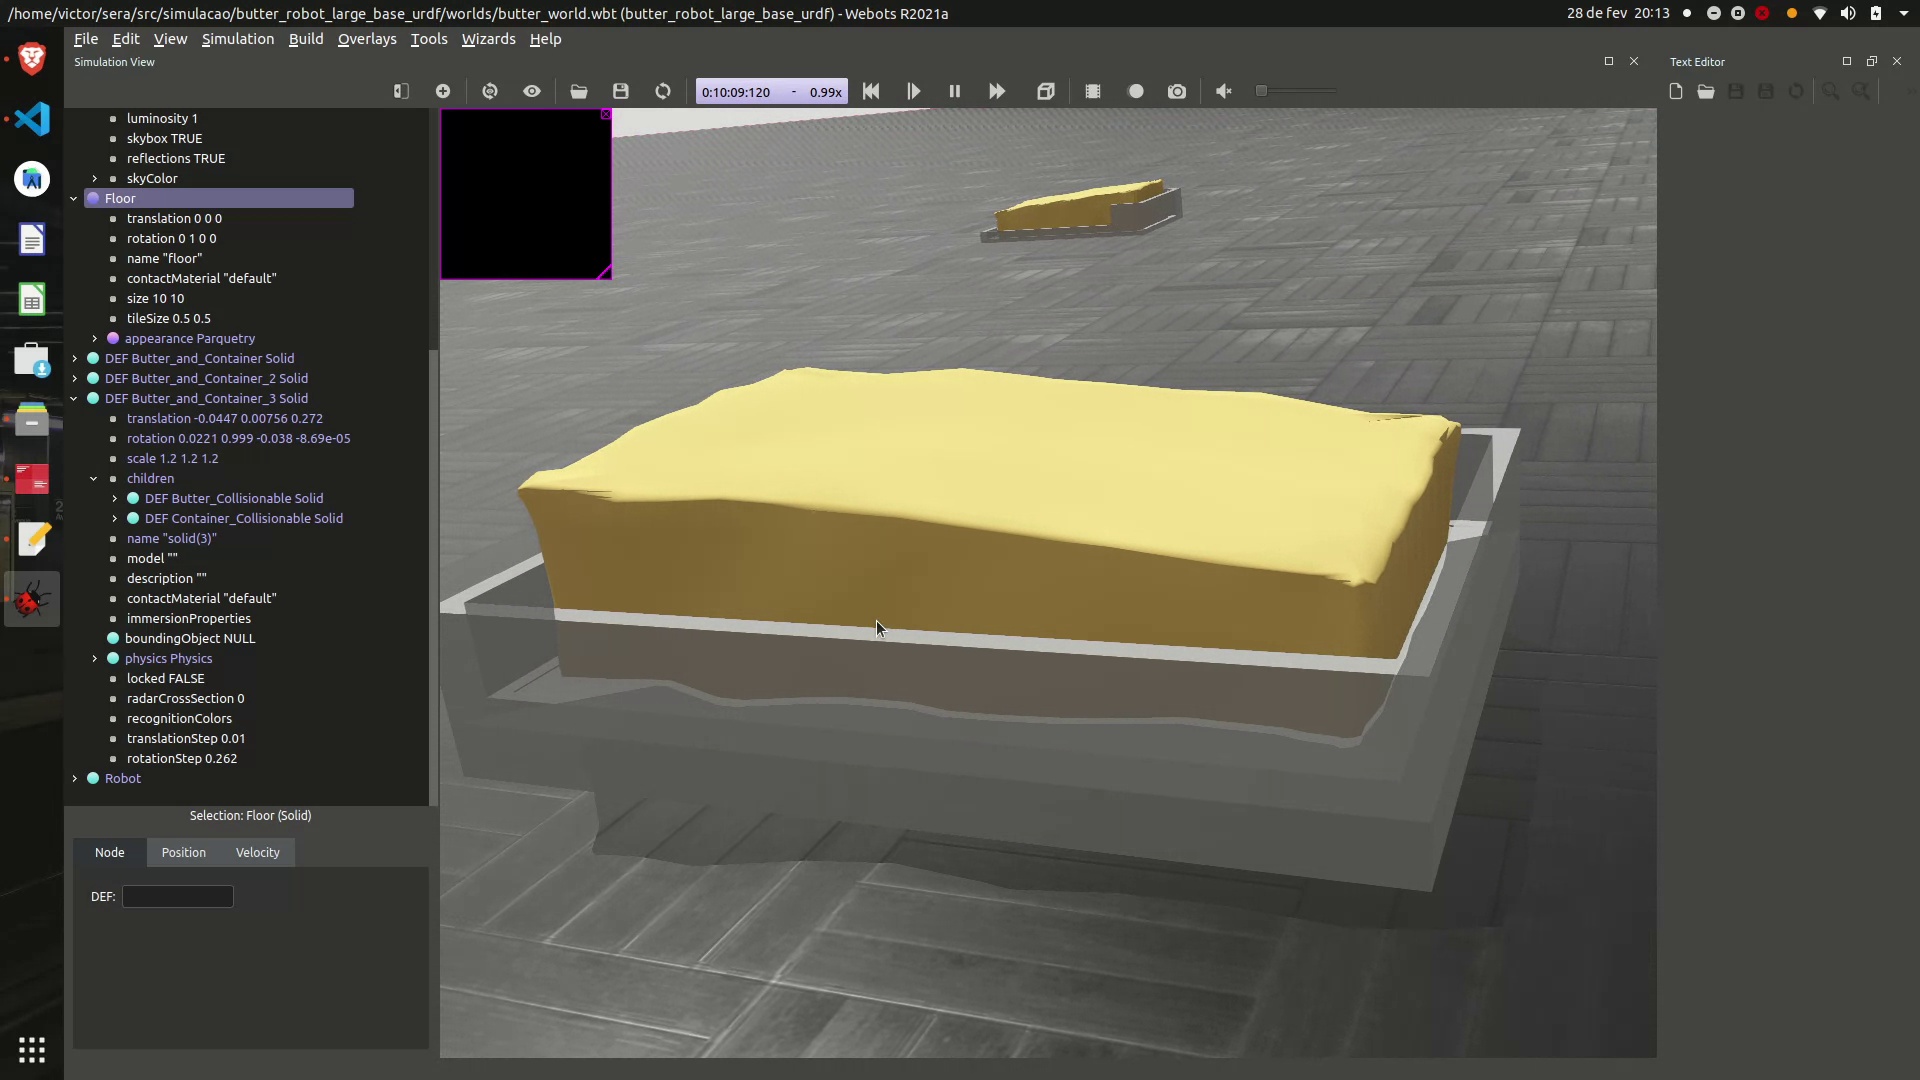 /home/victor/sera/src/simulacao/butter_robot_large_base_urdf/worlds/butter_world.wbt (butter_robot_large_base_urdf) - Webots R2021a
28 de fev 20:13
File Edit View Simulation Build Overlays Tools Wizards Help
Simulation View
Text Editor
0:10:09:120 - 0.99x
luminosity 1
skybox TRUE
reflections TRUE
skyColor
Floor
translation 0 0 0
rotation 0 1 0 0
name "floor"
contactMaterial "default"
size 10 10
tileSize 0.5 0.5
appearance Parquetry
DEF Butter_and_Container Solid
DEF Butter_and_Container_2 Solid
DEF Butter_and_Container_3 Solid
translation -0.0447 0.00756 0.272
rotation 0.0221 0.999 -0.038 -8.69e-05
scale 1.2 1.2 1.2
children
DEF Butter_Collisionable Solid
DEF Container_Collisionable Solid
name "solid(3)"
model ""
description ""
contactMaterial "default"
immersionProperties
boundingObject NULL
physics Physics
locked FALSE
radarCrossSection 0
recognitionColors
translationStep 0.01
rotationStep 0.262
Robot
Selection: Floor (Solid)
Node Position Velocity
DEF: